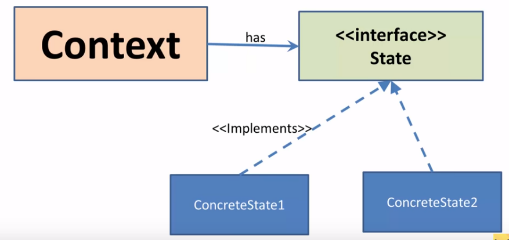 Context
has
<<interface>>
State
<<Implements>>
ConcreteState1
ConcreteState2